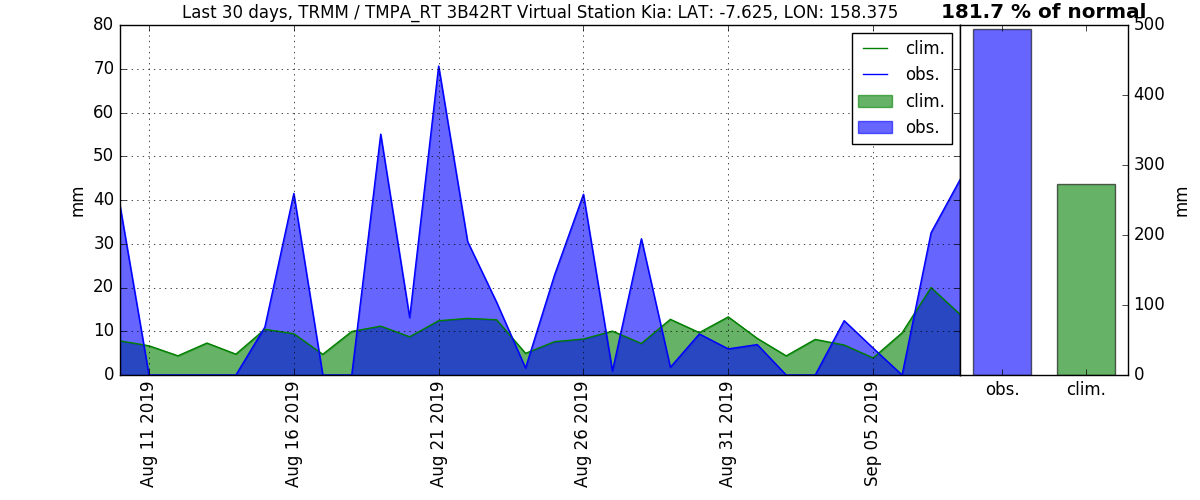 Last 30 days, TRMM / TMPA_RT 3B42RT Virtual Station Kia: LAT: -7.625, LON: 158.375
181.7 % of normal
80
70
60
50
40
30
20
10
0
mm
clim.
obs.
clim.
obs.
500
400
300
200
100
0
mm
obs.
clim.
Aug 11 2019
Aug 16 2019
Aug 21 2019
Aug 26 2019
Aug 31 2019
Sep 05 2019